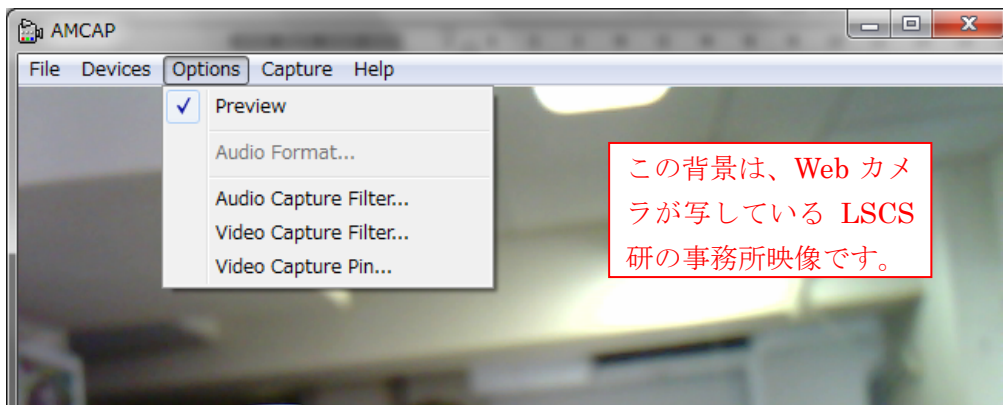 AMCAP
File Devices Options Capture Help
Preview
Audio Format...
Audio Capture Filter...
Video Capture Filter...
Video Capture Pin...
この背景は、Web カメ
ラが写している LSCS
研の事務所映像です。